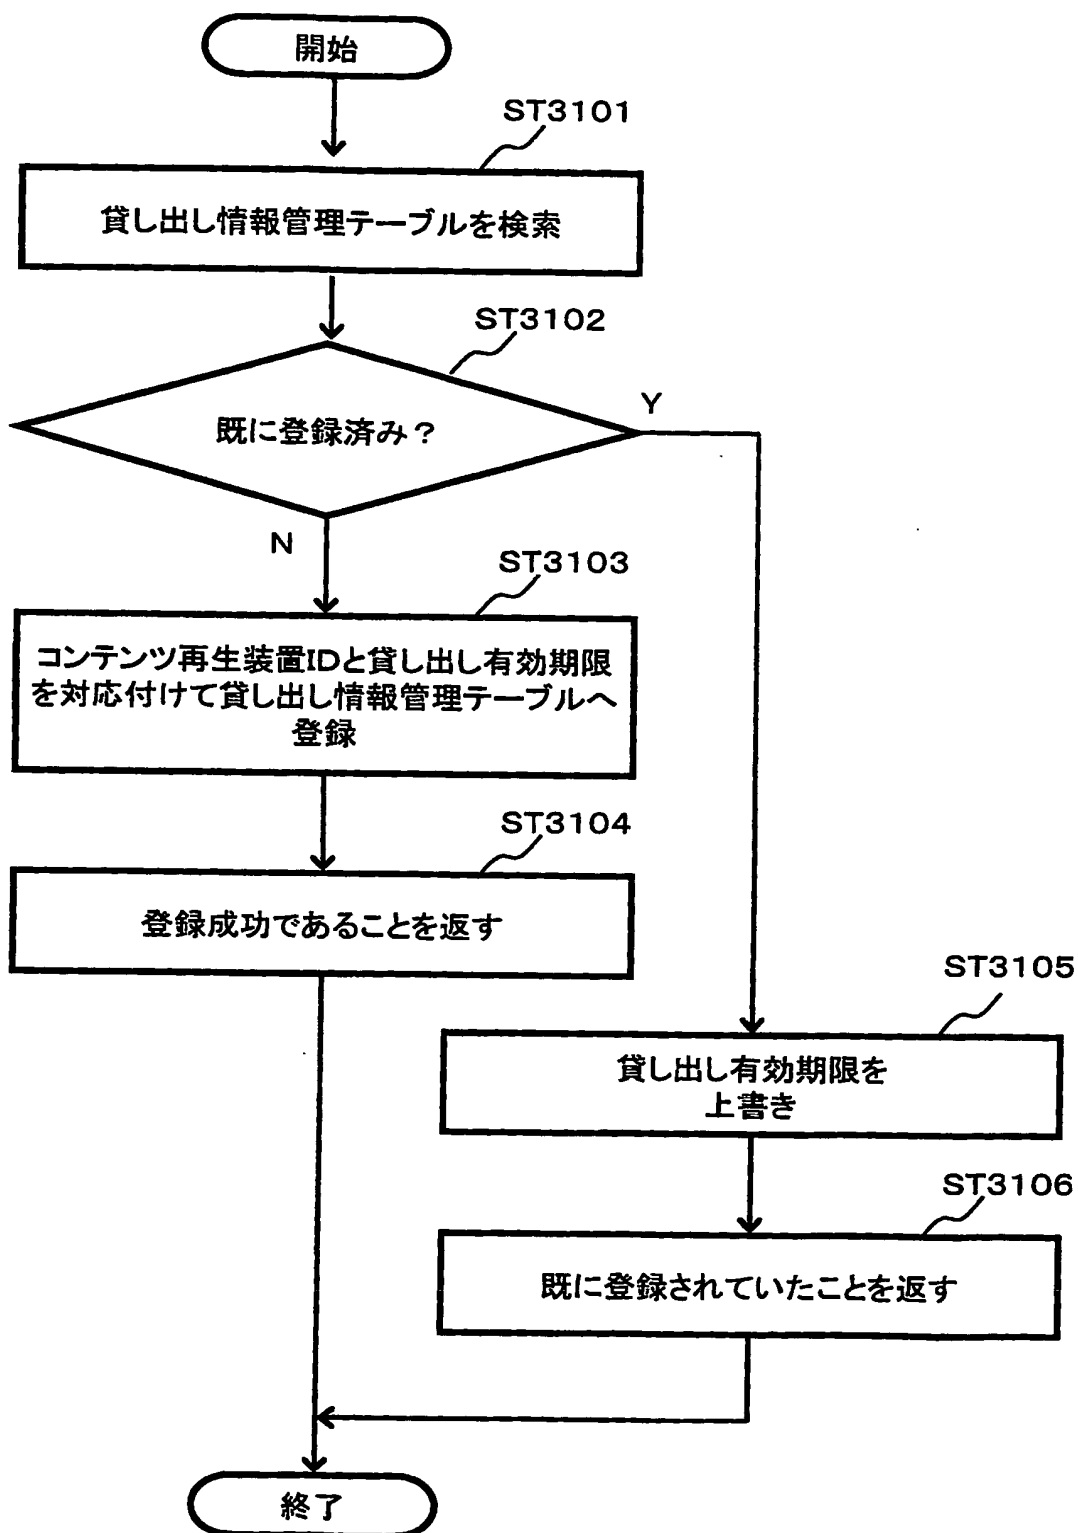 開始
ST3101
貸し出し情報管理テーブルを検索
ST3102
既に登録済み？
Y
N
ST3103
コンテンツ再生装置IDと貸し出し有効期限
を対応付けて貸し出し情報管理テーブルへ
登録
ST3104
登録成功であることを返す
ST3105
貸し出し有効期限を
上書き
ST3106
既に登録されていたことを返す
終了